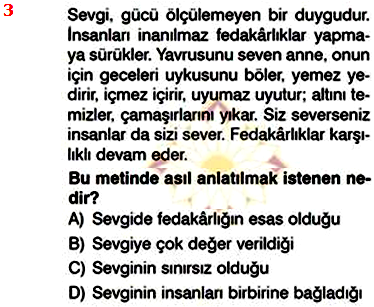 3
Sevgi, gücü ölçülemeyen bir duygudur.
İnsanları inanılmaz fedakârlıklar yapma-
ya sürükler. Yavrusunu seven anne, onun
için geceleri uykusunu böler, yemez ye-
dirir, içmez içirir, uyumaz uyutur; altını te-
mizler, çamaşırlarını yıkar. Siz severseniz
insanlar da sizi sever. Fedakârlıklar karşı-
lıklı devam eder.
Bu metinde asıl anlatılmak istenen ne-
dir?
A) Sevgide fedakârlığın esas olduğu
B) Sevgiye çok değer verildiği
C) Sevginin sınırsız olduğu
D) Sevginin insanları birbirine bağladığı